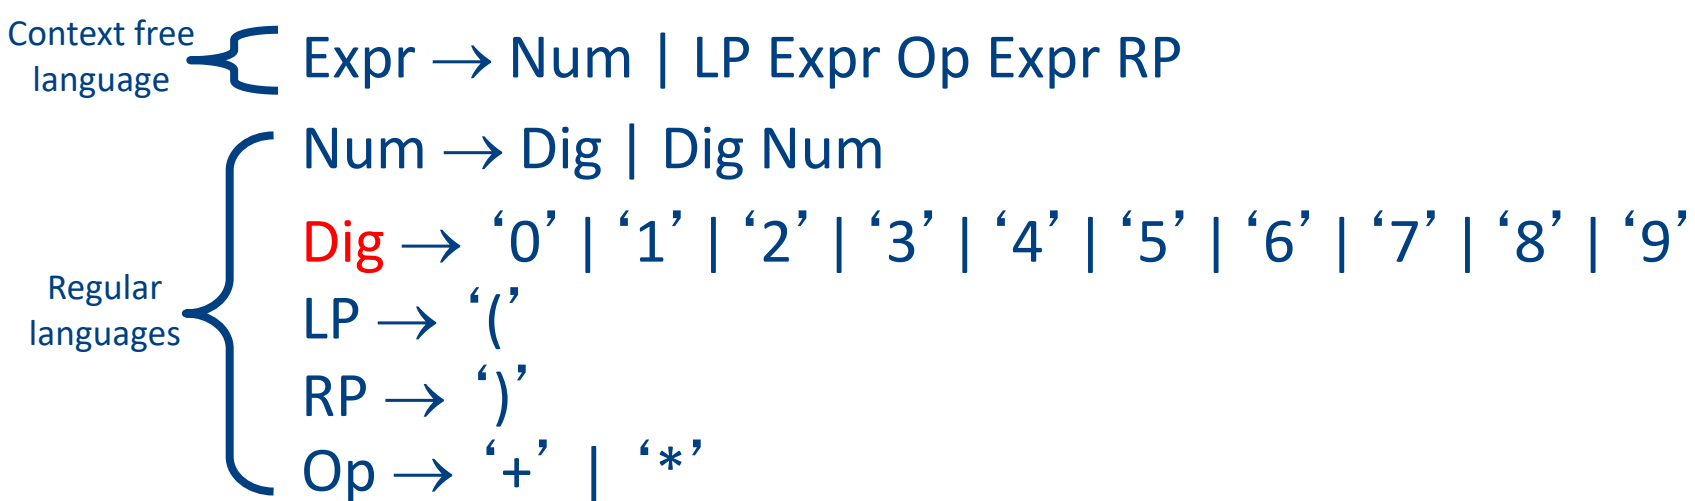 Context free
language
Expr → Num | LP Expr Op Expr RP
Num → Dig | Dig Num
Dig → ‘0’ | ‘1’ | ‘2’ | ‘3’ | ‘4’ | ‘5’ | ‘6’ | ‘7’ | ‘8’ | ‘9’
Regular
languages
LP → ‘(’
RP → ‘)’
Op → ‘+’ | ‘*’